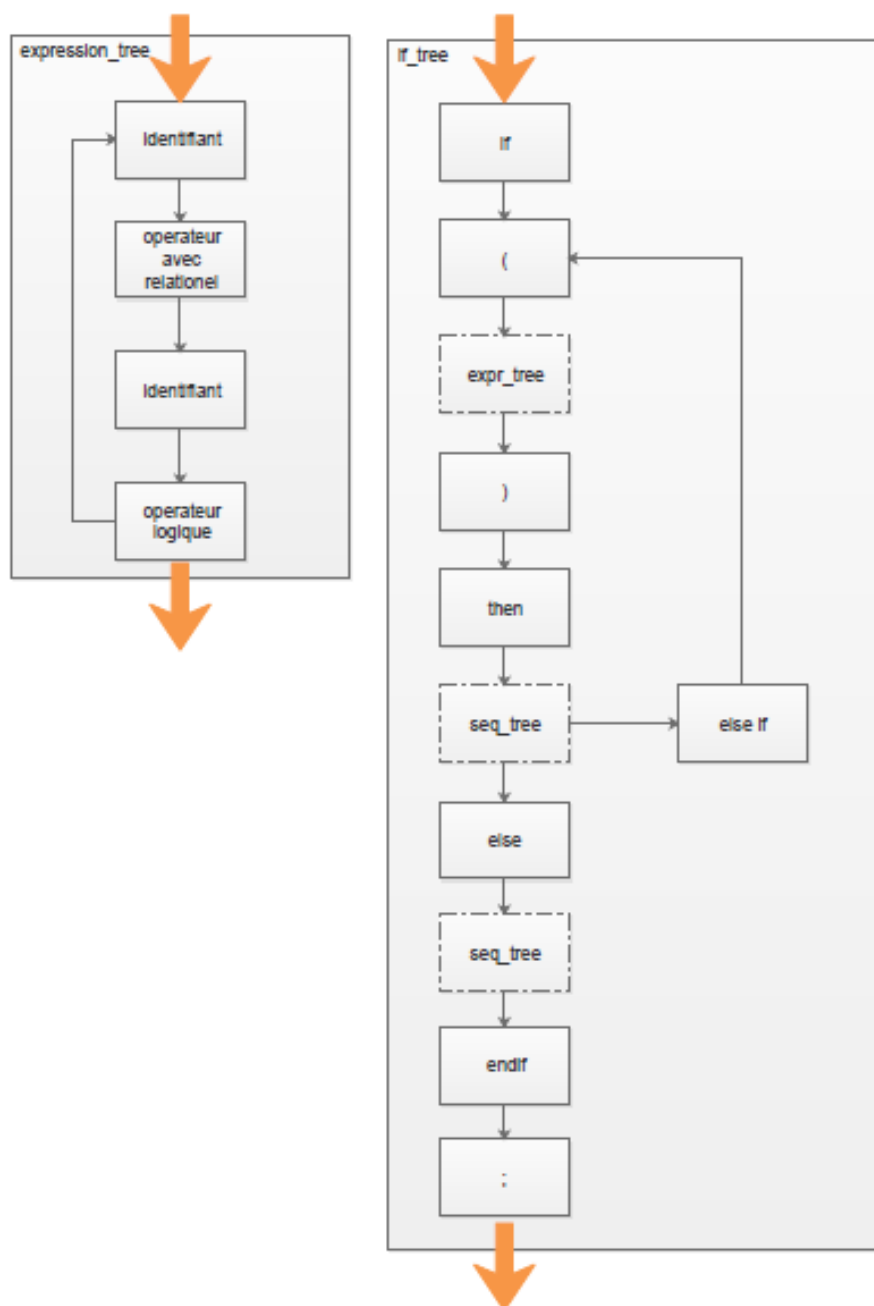 expression_tree
Identifiant
operateur
avec
relationel
Identifiant
operateur
logique
If_tree
If
(
expr_tree
)
then
seq_tree
else If
else
seq_tree
endif
;